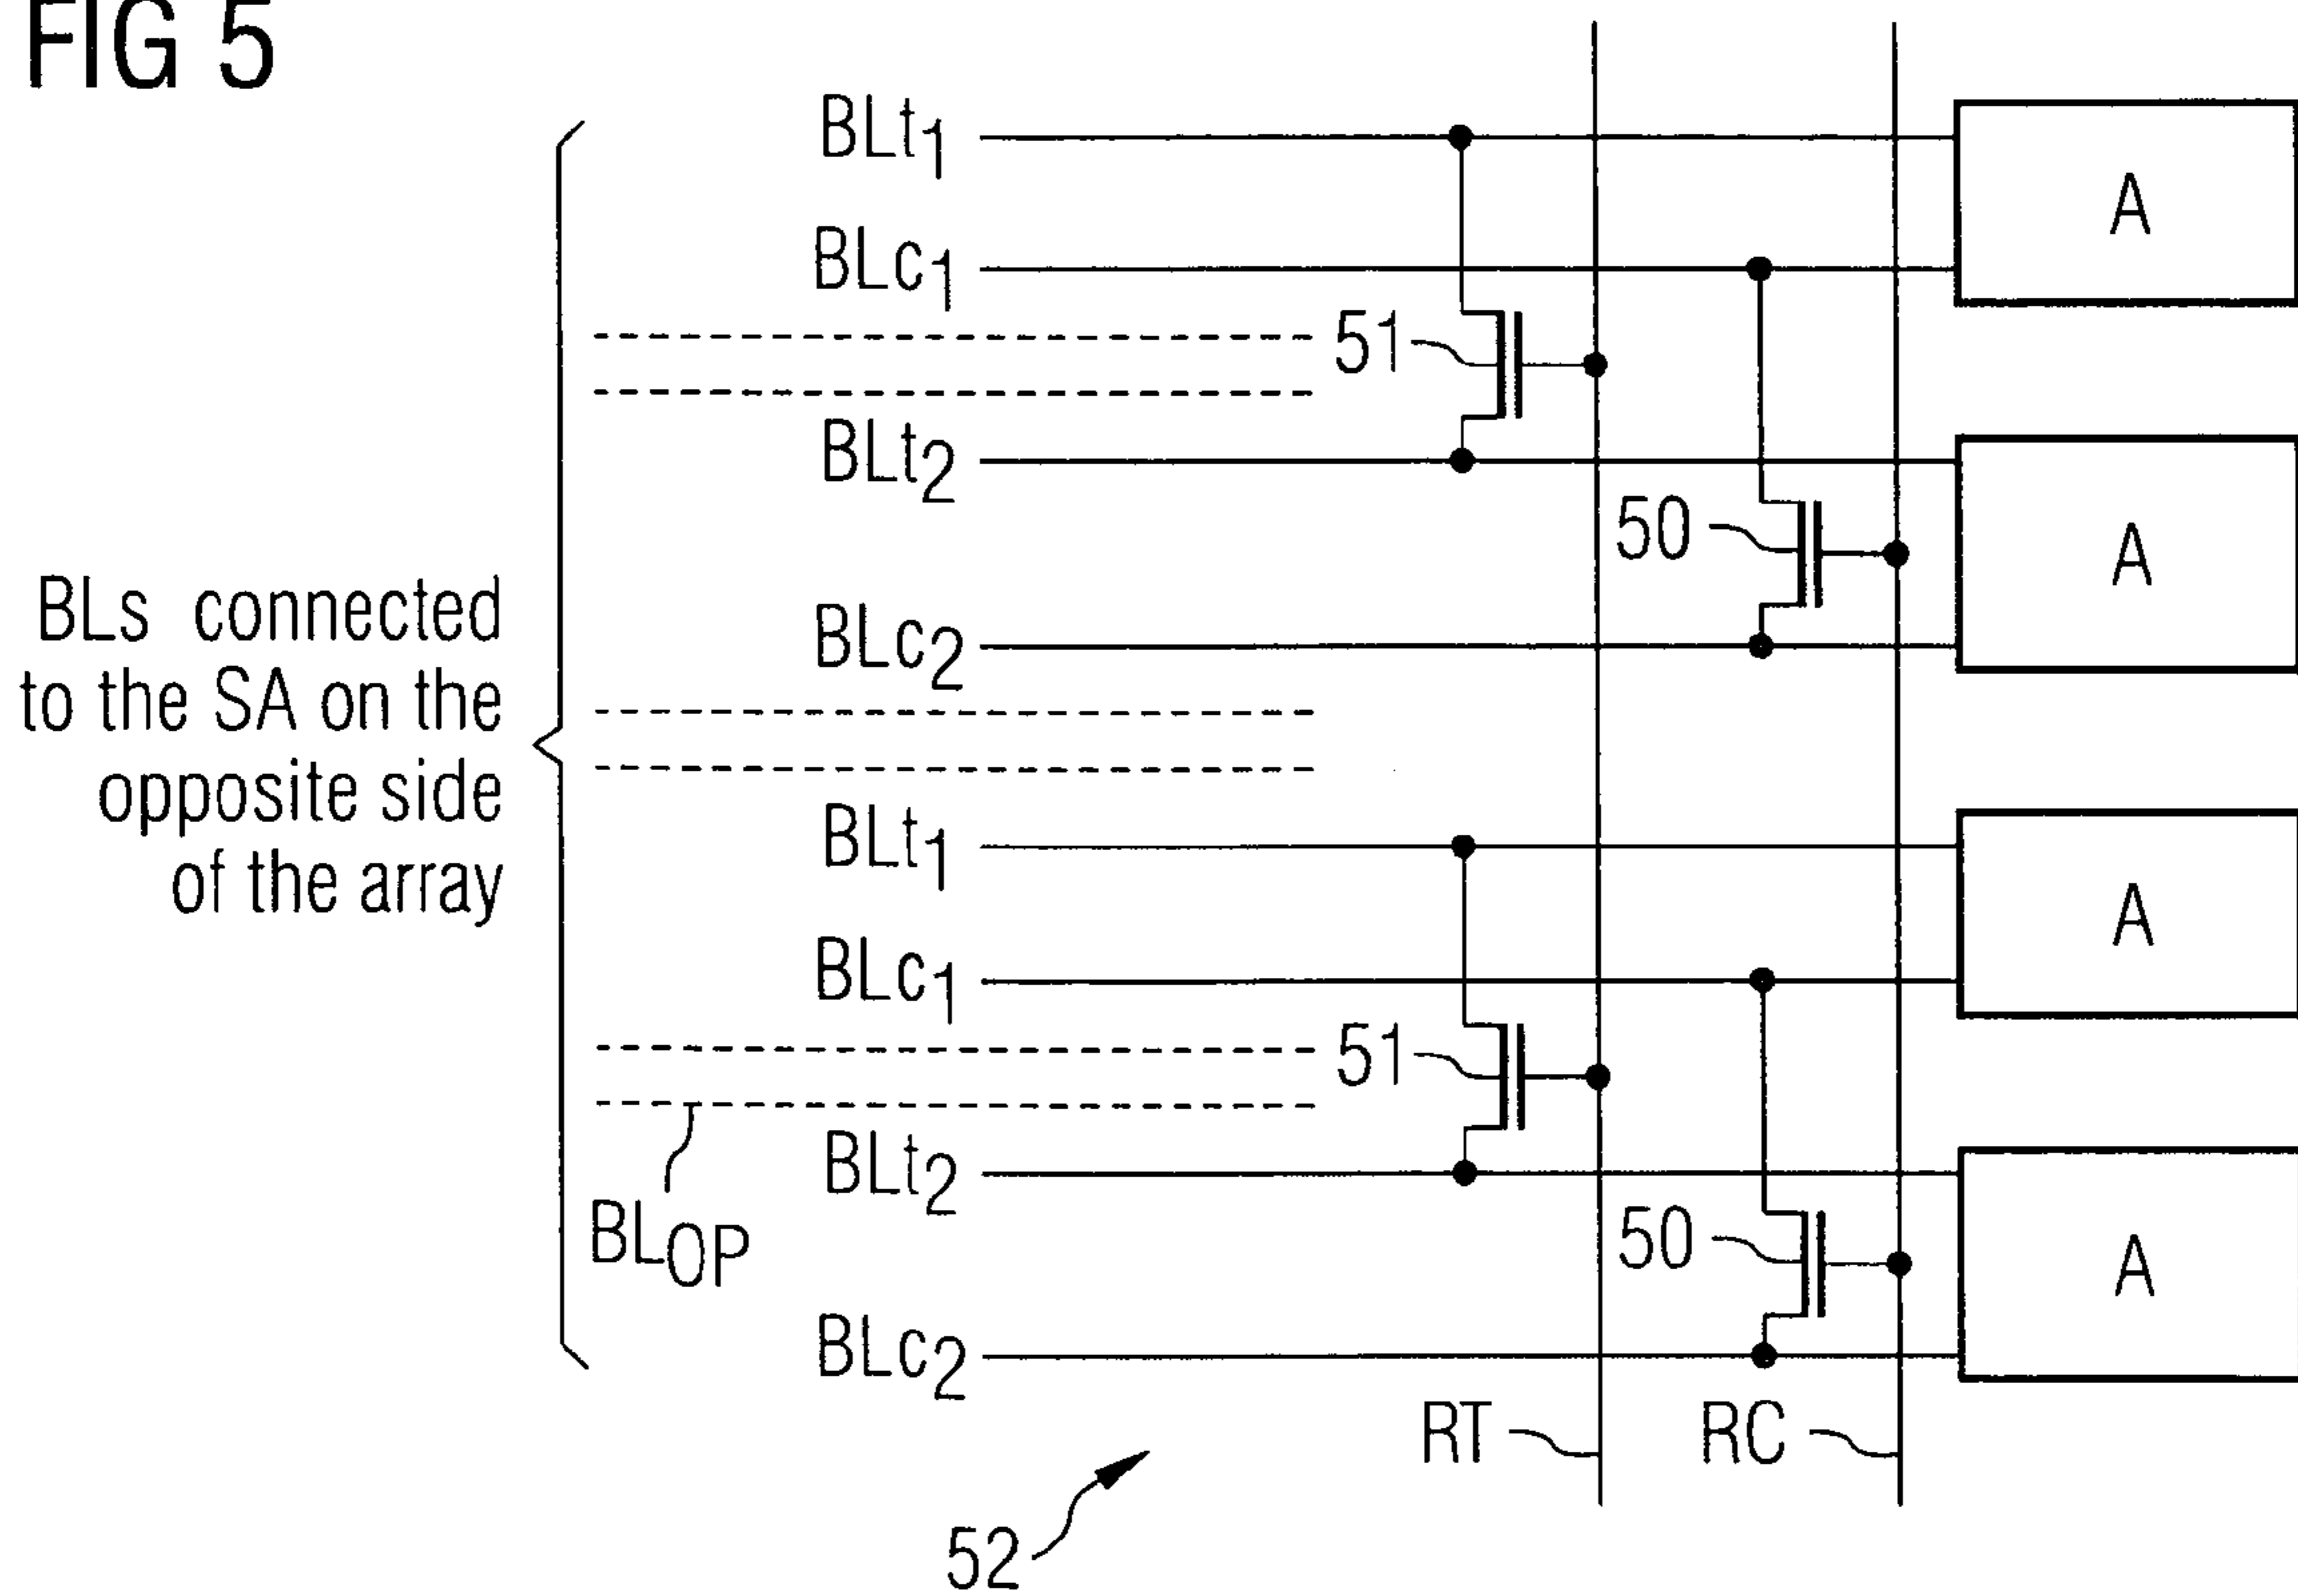 FIG 5
BLt1
A
BLc1
51
BLt2
50
A
BLs connected
to the SA on the
opposite side
of the array
BLc2
BLt1
A
BLc1
51
BLt2
BLOP
50
A
BLc2
RT
RC
52